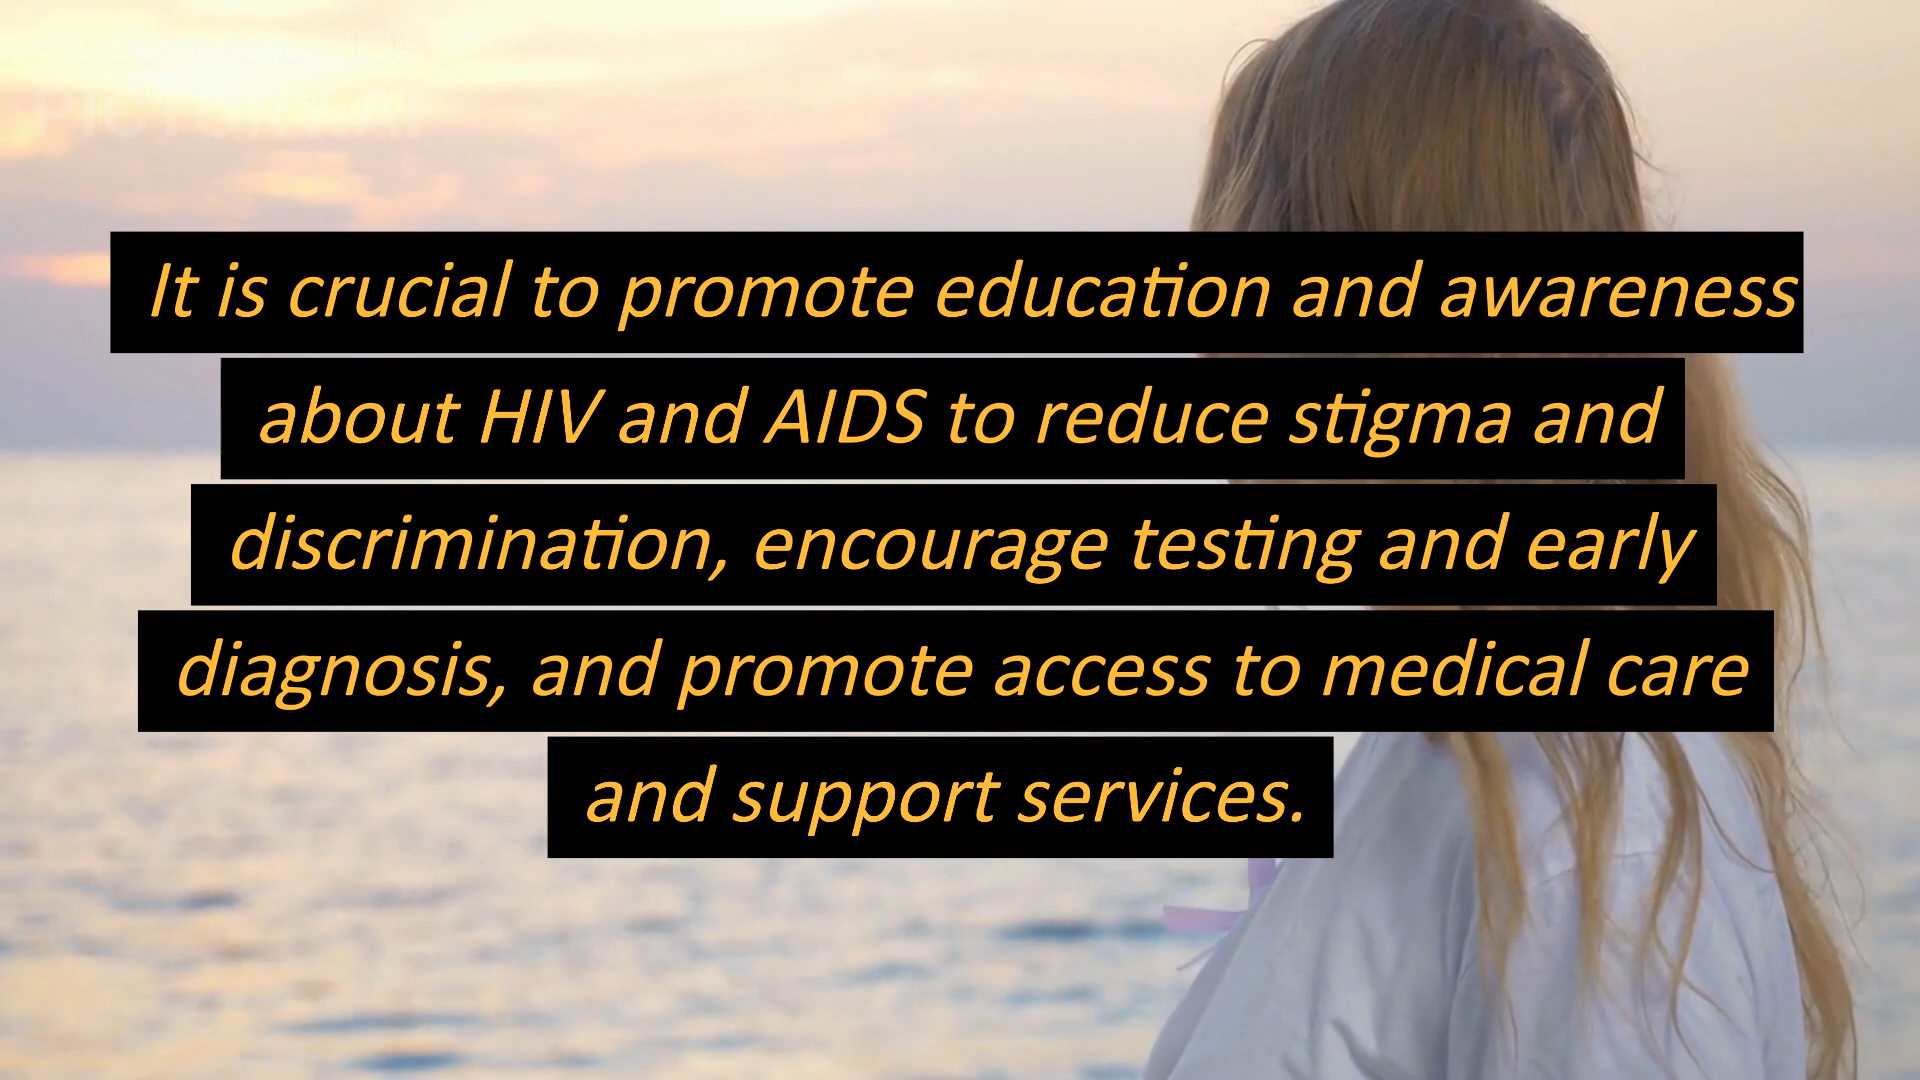 It is crucial to promote education and awareness
about HIV and AIDS to reduce stigma and
discrimination, encourage testing and early
diagnosis, and promote access to medical care
and support services.